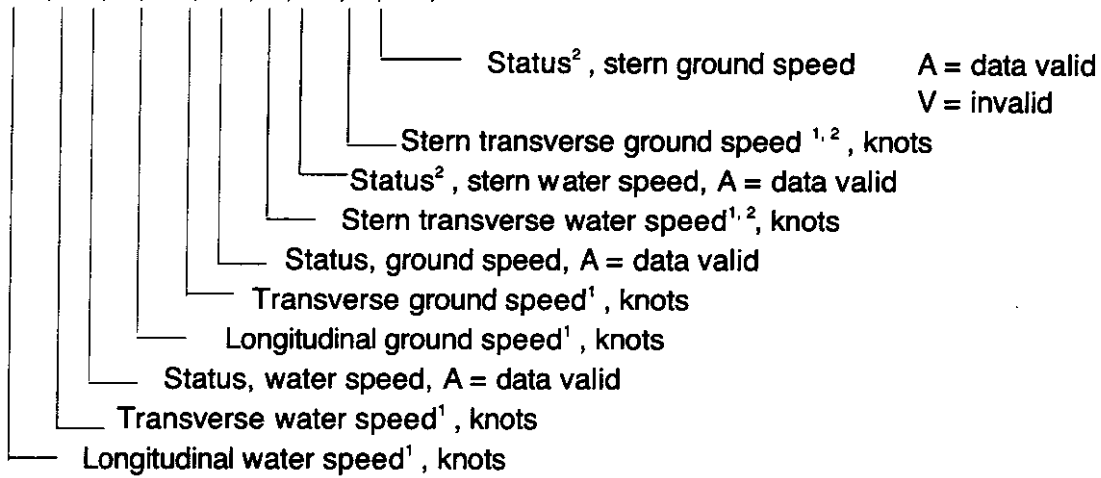 Status², stern ground speed A = data valid
V = invalid
Stern transverse ground speed ¹,², knots
Status², stern water speed, A = data valid
Stern transverse water speed¹,², knots
Status, ground speed, A = data valid
Transverse ground speed¹, knots
Longitudinal ground speed¹, knots
Status, water speed, A = data valid
Transverse water speed¹, knots
Longitudinal water speed¹, knots